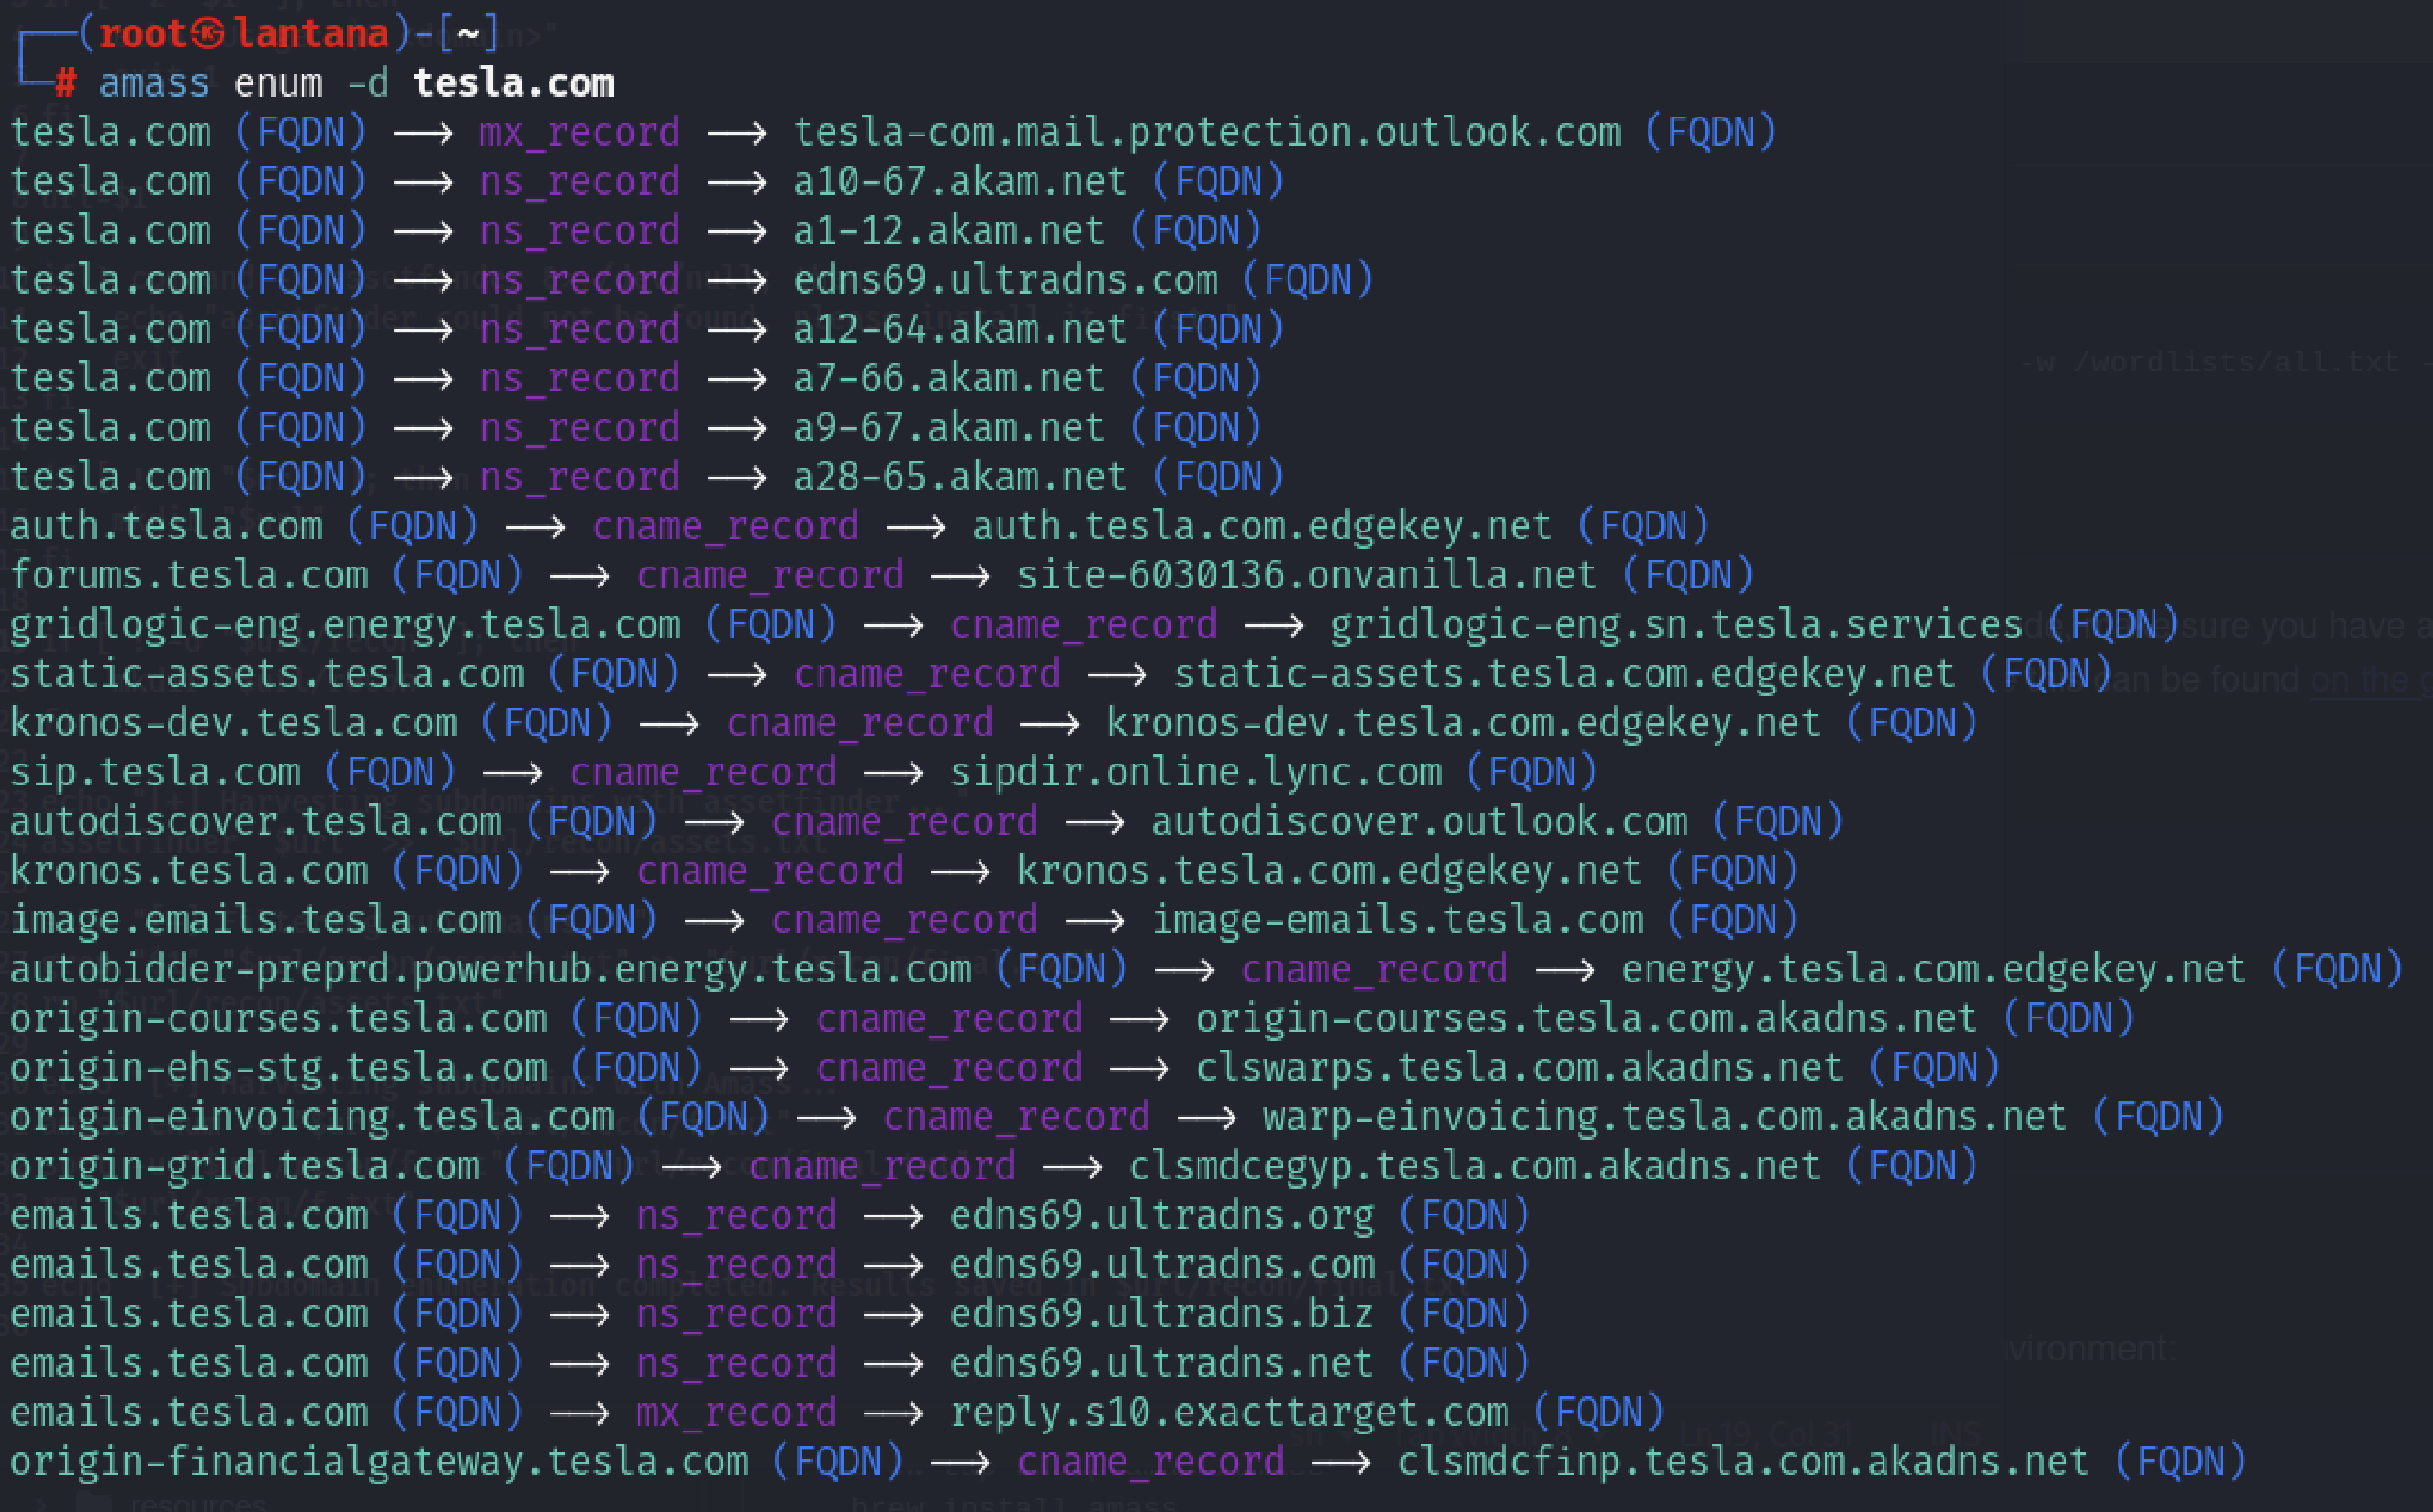 ┌──(root㉿lantana)-[~]
└─# amass enum -d tesla.com
tesla.com (FQDN) ⟶ mx_record ⟶ tesla-com.mail.protection.outlook.com (FQDN)
tesla.com (FQDN) ⟶ ns_record ⟶ a10-67.akam.net (FQDN)
tesla.com (FQDN) ⟶ ns_record ⟶ a1-12.akam.net (FQDN)
tesla.com (FQDN) ⟶ ns_record ⟶ edns69.ultradns.com (FQDN)
tesla.com (FQDN) ⟶ ns_record ⟶ a12-64.akam.net (FQDN)
tesla.com (FQDN) ⟶ ns_record ⟶ a7-66.akam.net (FQDN)
tesla.com (FQDN) ⟶ ns_record ⟶ a9-67.akam.net (FQDN)
tesla.com (FQDN) ⟶ ns_record ⟶ a28-65.akam.net (FQDN)
auth.tesla.com (FQDN) ⟶ cname_record ⟶ auth.tesla.com.edgekey.net (FQDN)
forums.tesla.com (FQDN) ⟶ cname_record ⟶ site-6030136.onvanilla.net (FQDN)
gridlogic-eng.energy.tesla.com (FQDN) ⟶ cname_record ⟶ gridlogic-eng.sn.tesla.services (FQDN)
static-assets.tesla.com (FQDN) ⟶ cname_record ⟶ static-assets.tesla.com.edgekey.net (FQDN)
kronos-dev.tesla.com (FQDN) ⟶ cname_record ⟶ kronos-dev.tesla.com.edgekey.net (FQDN)
sip.tesla.com (FQDN) ⟶ cname_record ⟶ sipdir.online.lync.com (FQDN)
autodiscover.tesla.com (FQDN) ⟶ cname_record ⟶ autodiscover.outlook.com (FQDN)
kronos.tesla.com (FQDN) ⟶ cname_record ⟶ kronos.tesla.com.edgekey.net (FQDN)
image.emails.tesla.com (FQDN) ⟶ cname_record ⟶ image-emails.tesla.com (FQDN)
autobidder-preprd.powerhub.energy.tesla.com (FQDN) ⟶ cname_record ⟶ energy.tesla.com.edgekey.net (FQDN)
origin-courses.tesla.com (FQDN) ⟶ cname_record ⟶ origin-courses.tesla.com.akadns.net (FQDN)
origin-ehs-stg.tesla.com (FQDN) ⟶ cname_record ⟶ clswarps.tesla.com.akadns.net (FQDN)
origin-einvoicing.tesla.com (FQDN) ⟶ cname_record ⟶ warp-einvoicing.tesla.com.akadns.net (FQDN)
origin-grid.tesla.com (FQDN) ⟶ cname_record ⟶ clsmdcegyp.tesla.com.akadns.net (FQDN)
emails.tesla.com (FQDN) ⟶ ns_record ⟶ edns69.ultradns.org (FQDN)
emails.tesla.com (FQDN) ⟶ ns_record ⟶ edns69.ultradns.com (FQDN)
emails.tesla.com (FQDN) ⟶ ns_record ⟶ edns69.ultradns.biz (FQDN)
emails.tesla.com (FQDN) ⟶ ns_record ⟶ edns69.ultradns.net (FQDN)
emails.tesla.com (FQDN) ⟶ mx_record ⟶ reply.s10.exacttarget.com (FQDN)
origin-financialgateway.tesla.com (FQDN) ⟶ cname_record ⟶ clsmdcfinp.tesla.com.akadns.net (FQDN)